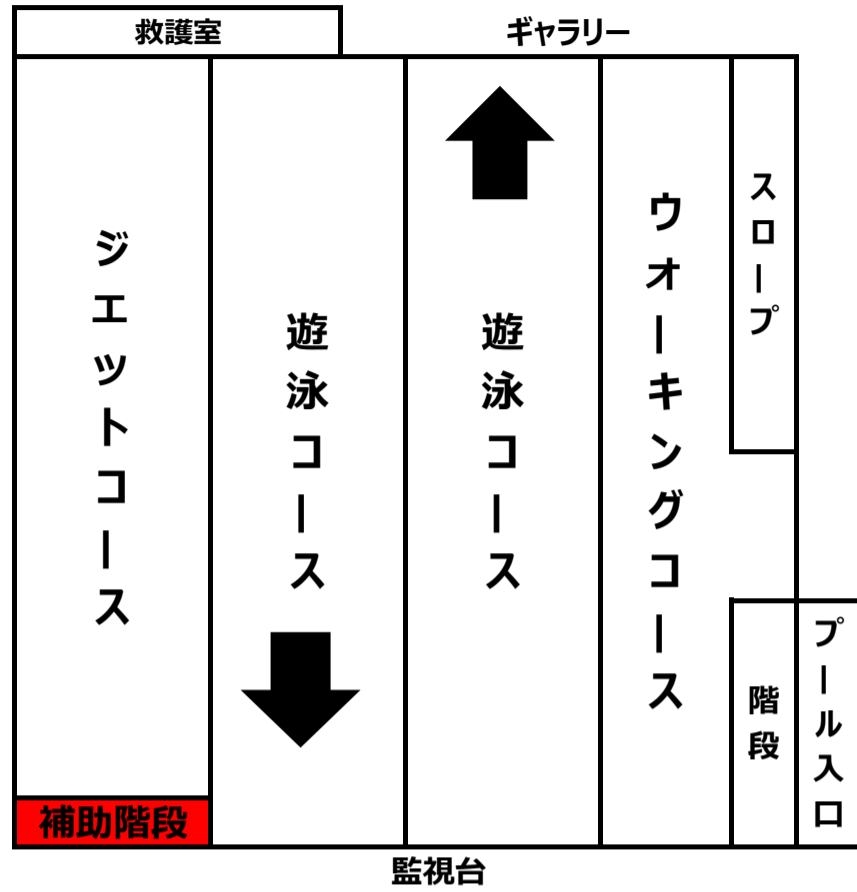 救護室
ギャラリー
ジエットコース
遊泳コース
遊泳コース
ウオーキングコース
スロープ
階段
プール入口
補助階段
監視台